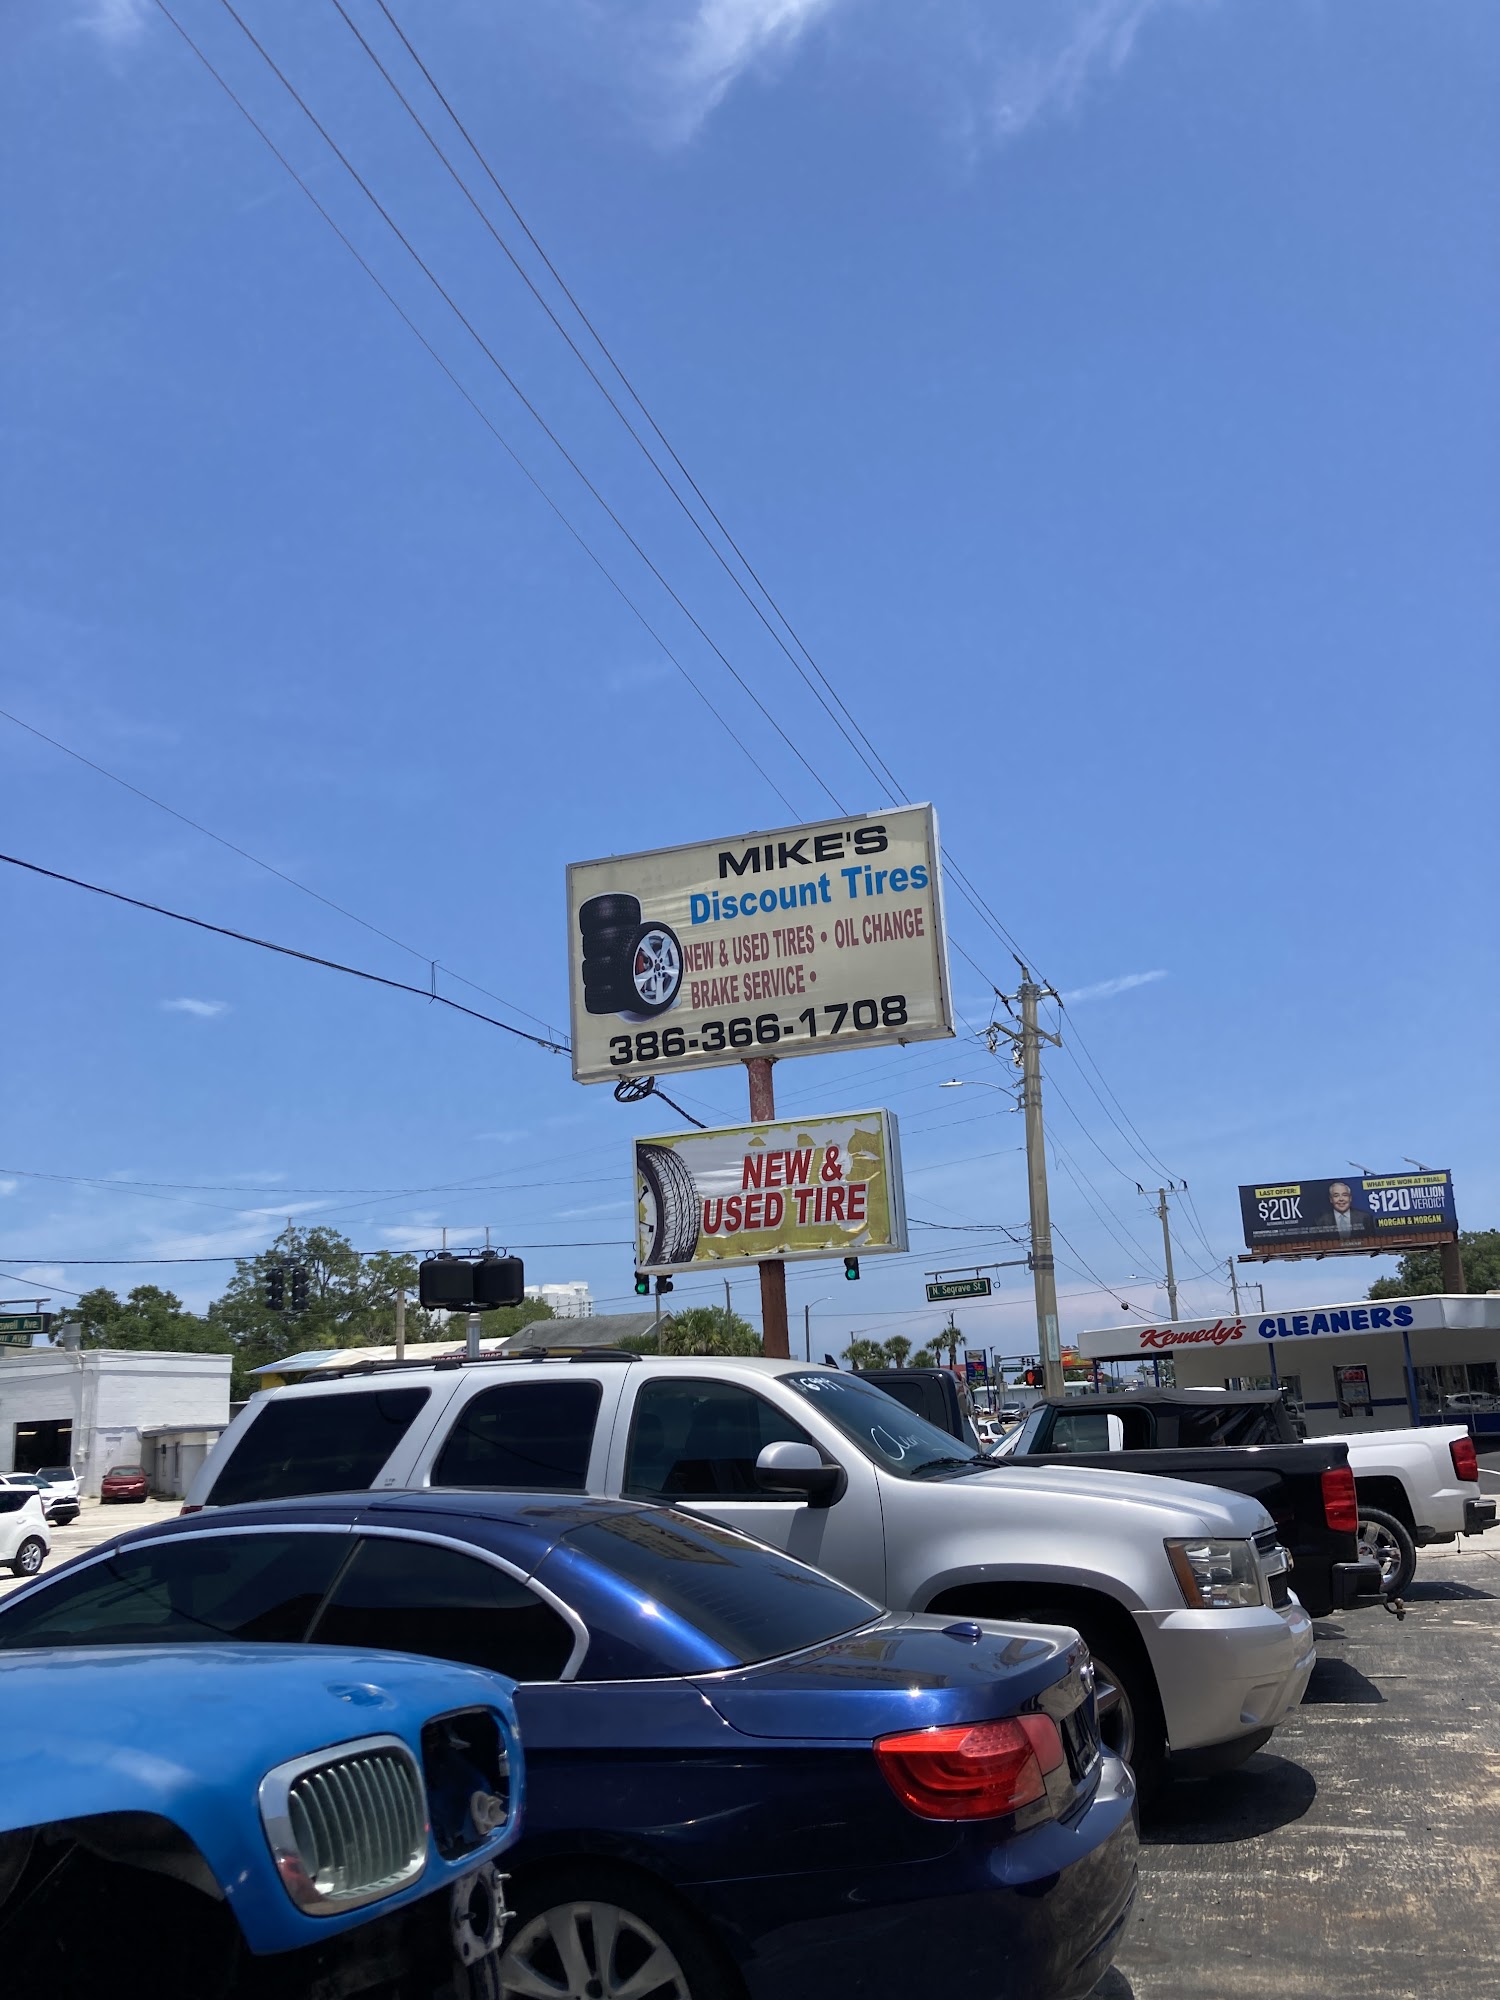 MIKE'S
Discount Tires
NEW & USED TIRES • OIL CHANGE
BRAKE SERVICE •
386-366-1708
NEW &
USED TIRE
LAST OFFER:
$20K
WHAT WE WON AT TRIAL:
$120 MILLION
VERDICT
MORGAN & MORGAN
N. Segrave St.
Kennedy's CLEANERS